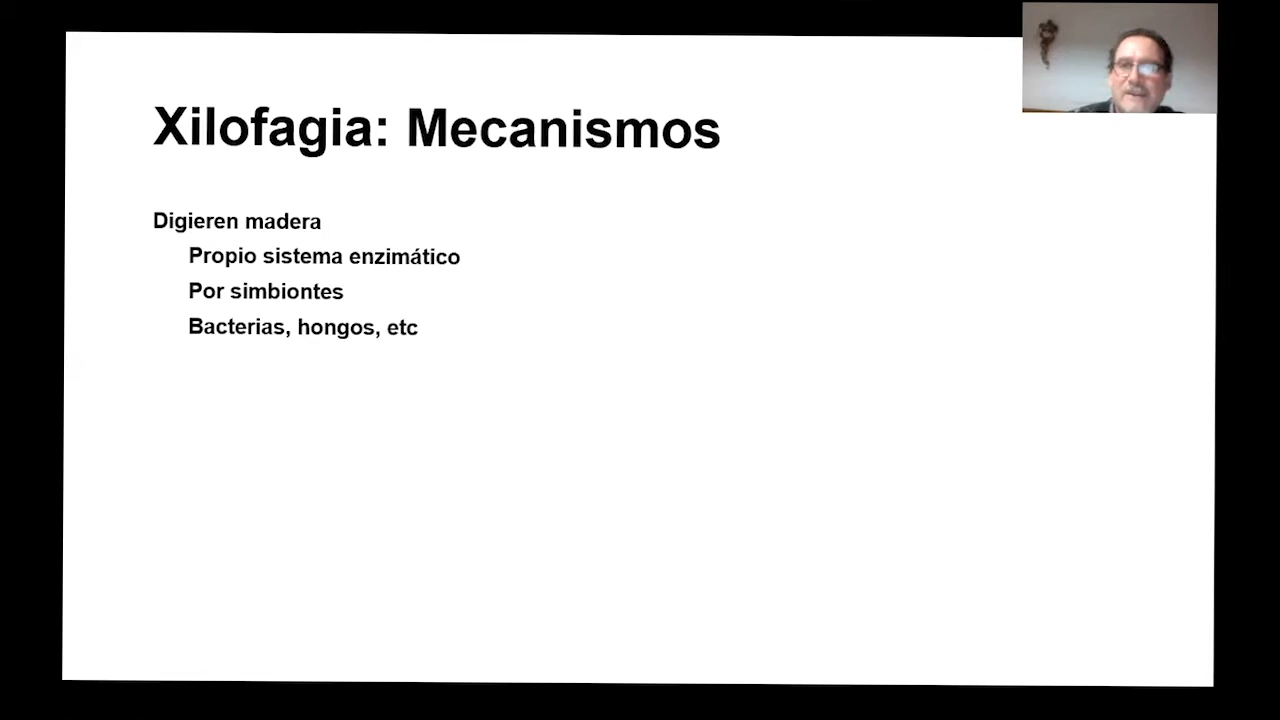 Xilofagia: Mecanismos
Digieren madera
Propio sistema enzimático
Por simbiontes
Bacterias, hongos, etc